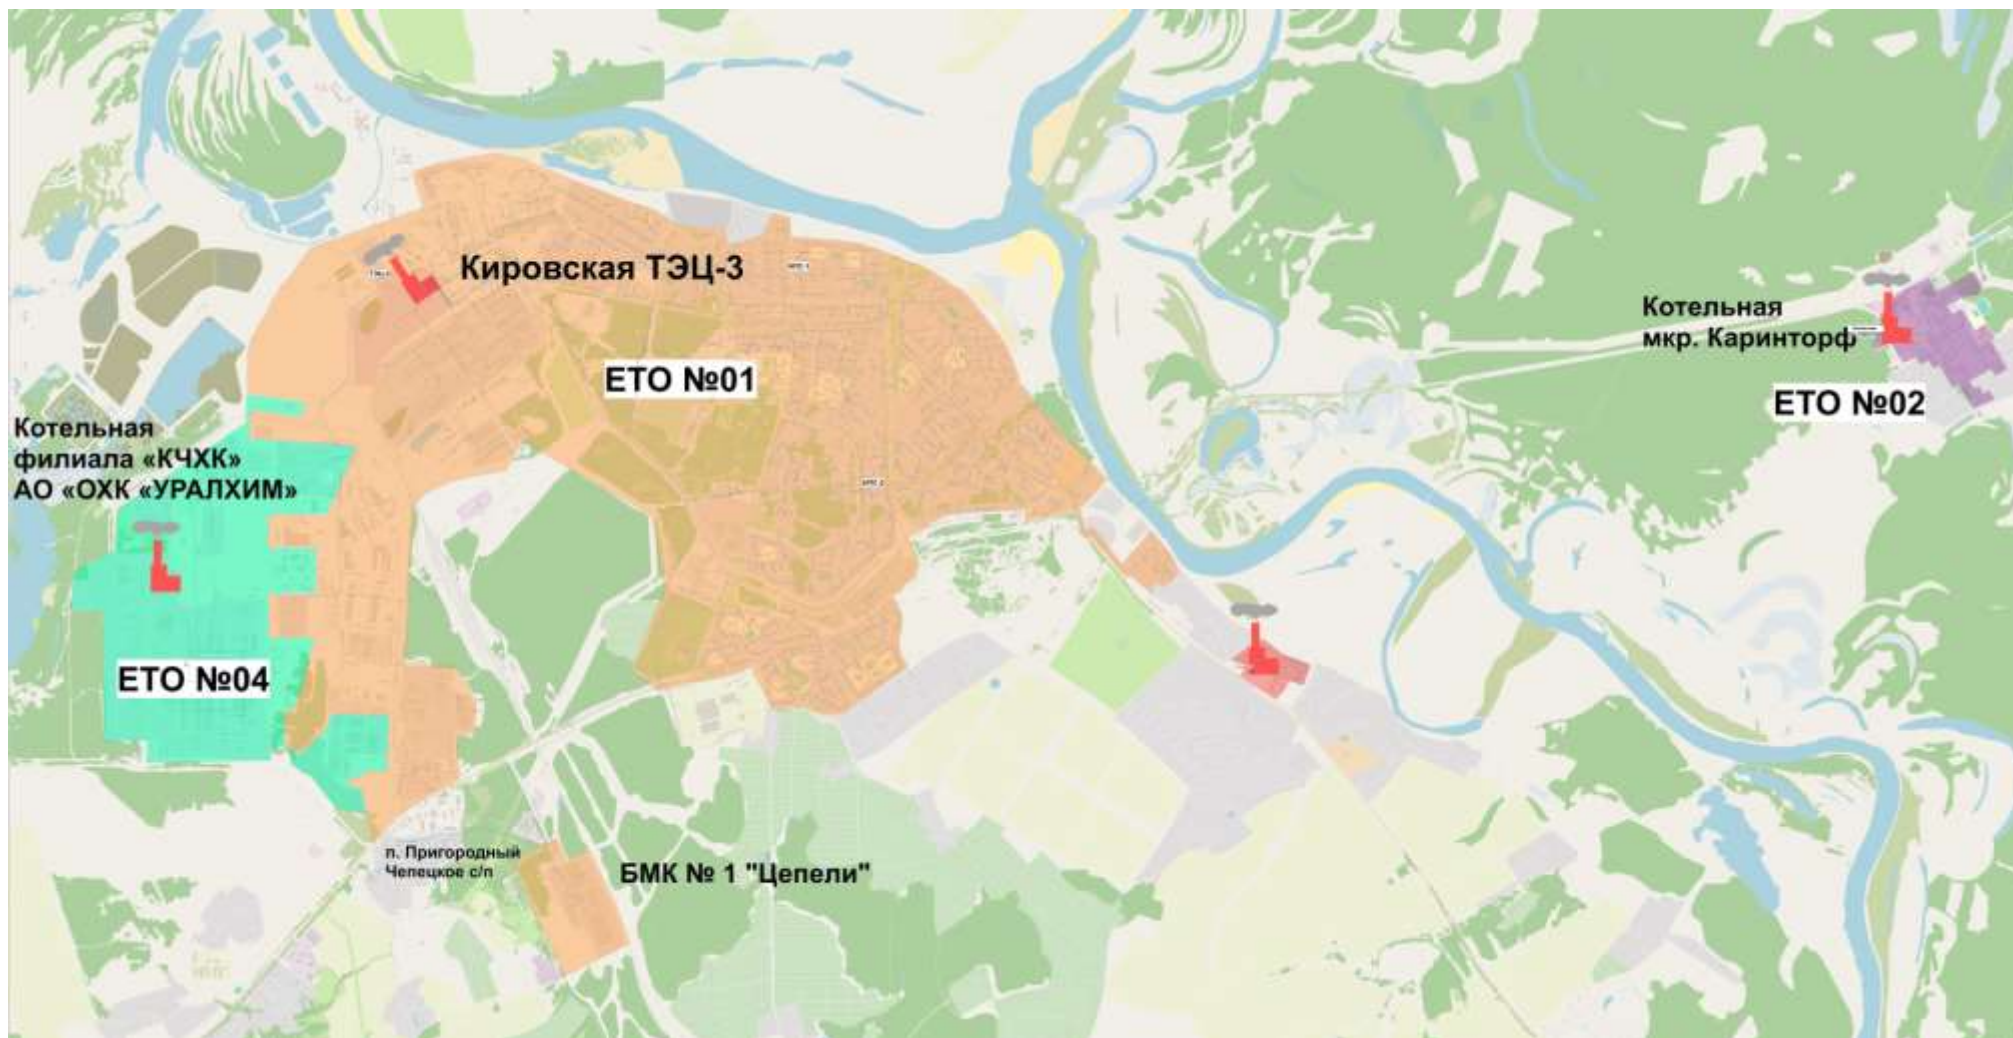 Кировская ТЭЦ-3
Котельная
мкр. Каринторф
ЕТО №01
ЕТО №02
Котельная
филиала «КЧХК»
АО «ОХК «УРАЛХИМ»
ЕТО №04
п. Пригородный
Чепецкое с/п
БМК № 1 "Цепели"